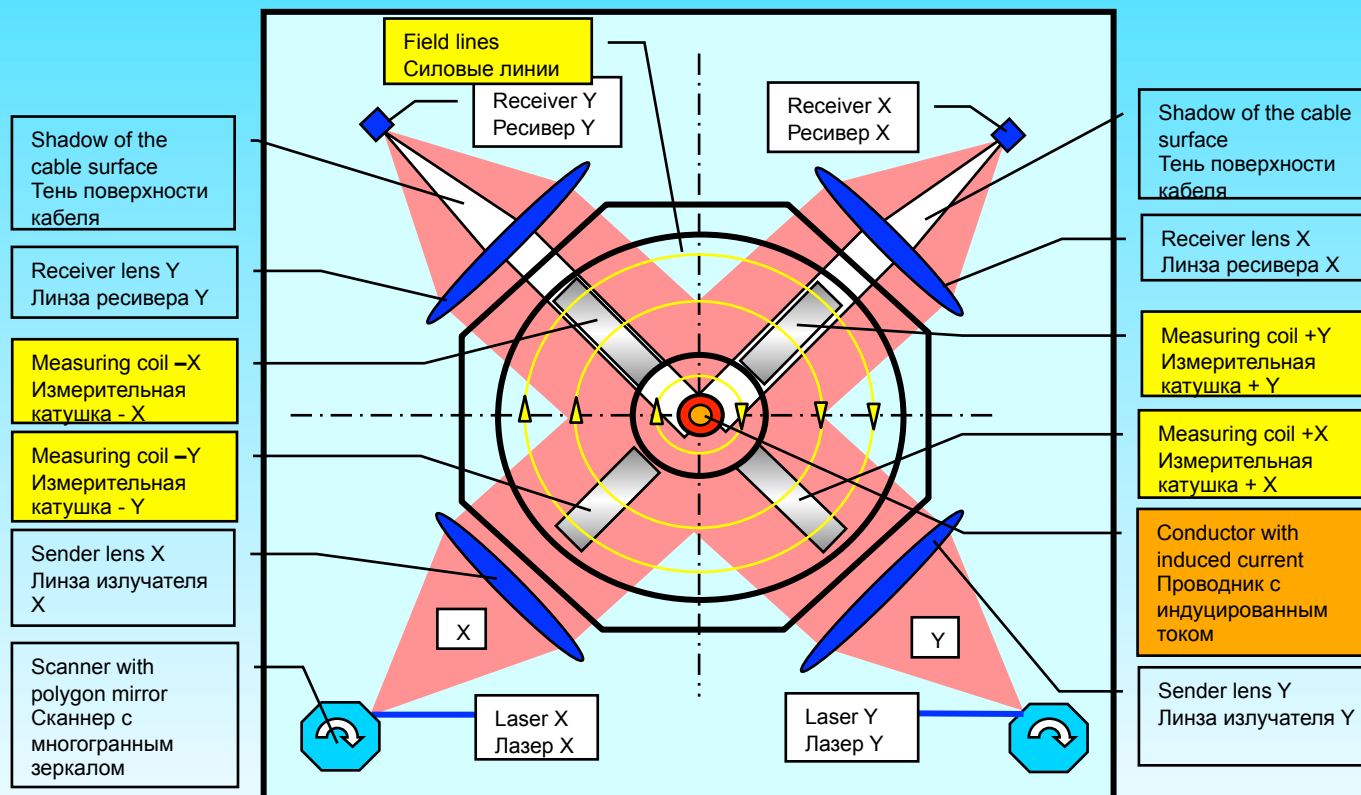 Field lines
Силовые линии
Receiver Y
Ресивер Y
Receiver X
Ресивер X
Shadow of the
cable surface
Тень поверхности
кабеля
Receiver lens Y
Линза ресивера Y
Measuring coil –X
Измерительная
катушка - X
Measuring coil –Y
Измерительная
катушка - Y
Sender lens X
Линза излучателя
X
Scanner with
polygon mirror
Сканнер с
многогранным
зеркалом
X
Y
Laser X
Лазер X
Laser Y
Лазер Y
Shadow of the cable
surface
Тень поверхности
кабеля
Receiver lens X
Линза ресивера X
Measuring coil +Y
Измерительная
катушка + Y
Measuring coil +X
Измерительная
катушка + X
Conductor with
induced current
Проводник с
индуцированным
током
Sender lens Y
Линза излучателя Y